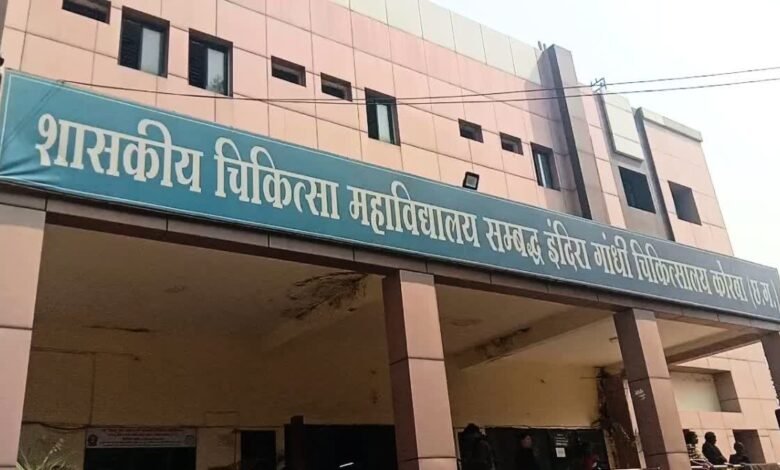 शासकीय चिकित्सा महाविद्यालय सम्बद्ध इंदिरा गांधी चिकित्सालय कोरबा (छ.ग.